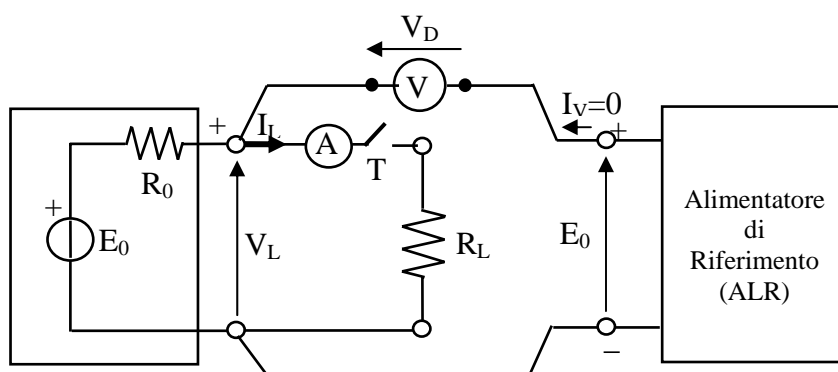 V_D
V
I_V=0
+
+
I_L
A
T
R_0
+
E_0
V_L
R_L
E_0
Alimentatore
di
Riferimento
(ALR)
−